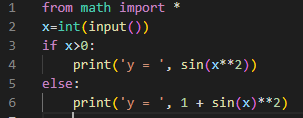 1 from math import *
2 x=int(input())
3 if x>0:
4     print('y = ', sin(x**2))
5 else:
6     print('y = ', 1 + sin(x)**2)